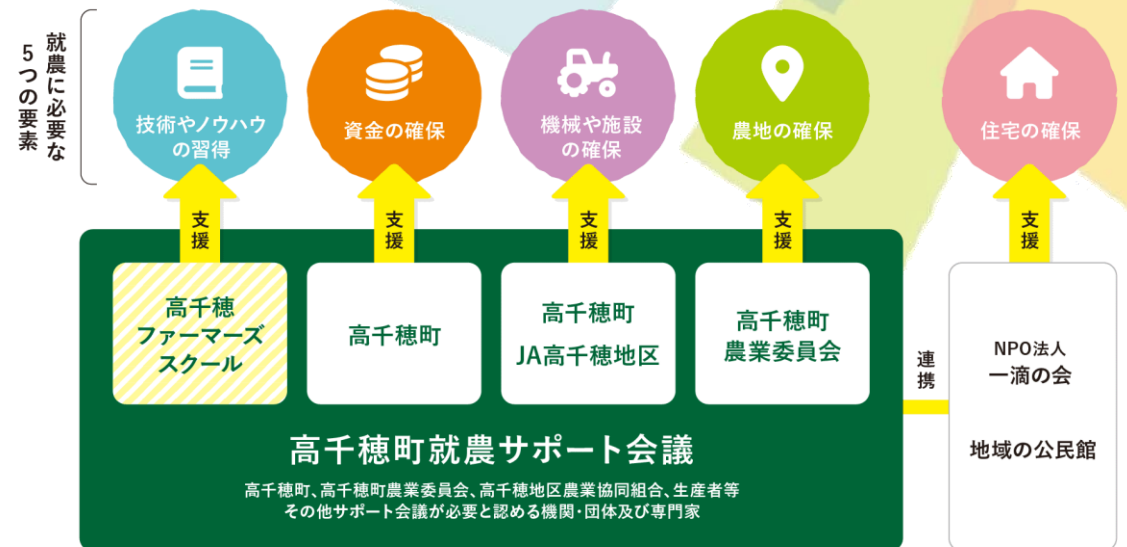 就農に必要な
5つの要素
技術やノウハウ
の習得
資金の確保
機械や施設
の確保
農地の確保
住宅の確保
支援
支援
支援
支援
支援
高千穂
ファーマーズ
スクール
高千穂町
高千穂町
JA高千穂地区
高千穂町
農業委員会
連携
NPO法人
一滴の会
地域の公民館
高千穂町就農サポート会議
高千穂町、高千穂町農業委員会、高千穂地区農業協同組合、生産者等
その他サポート会議が必要と認める機関・団体及び専門家